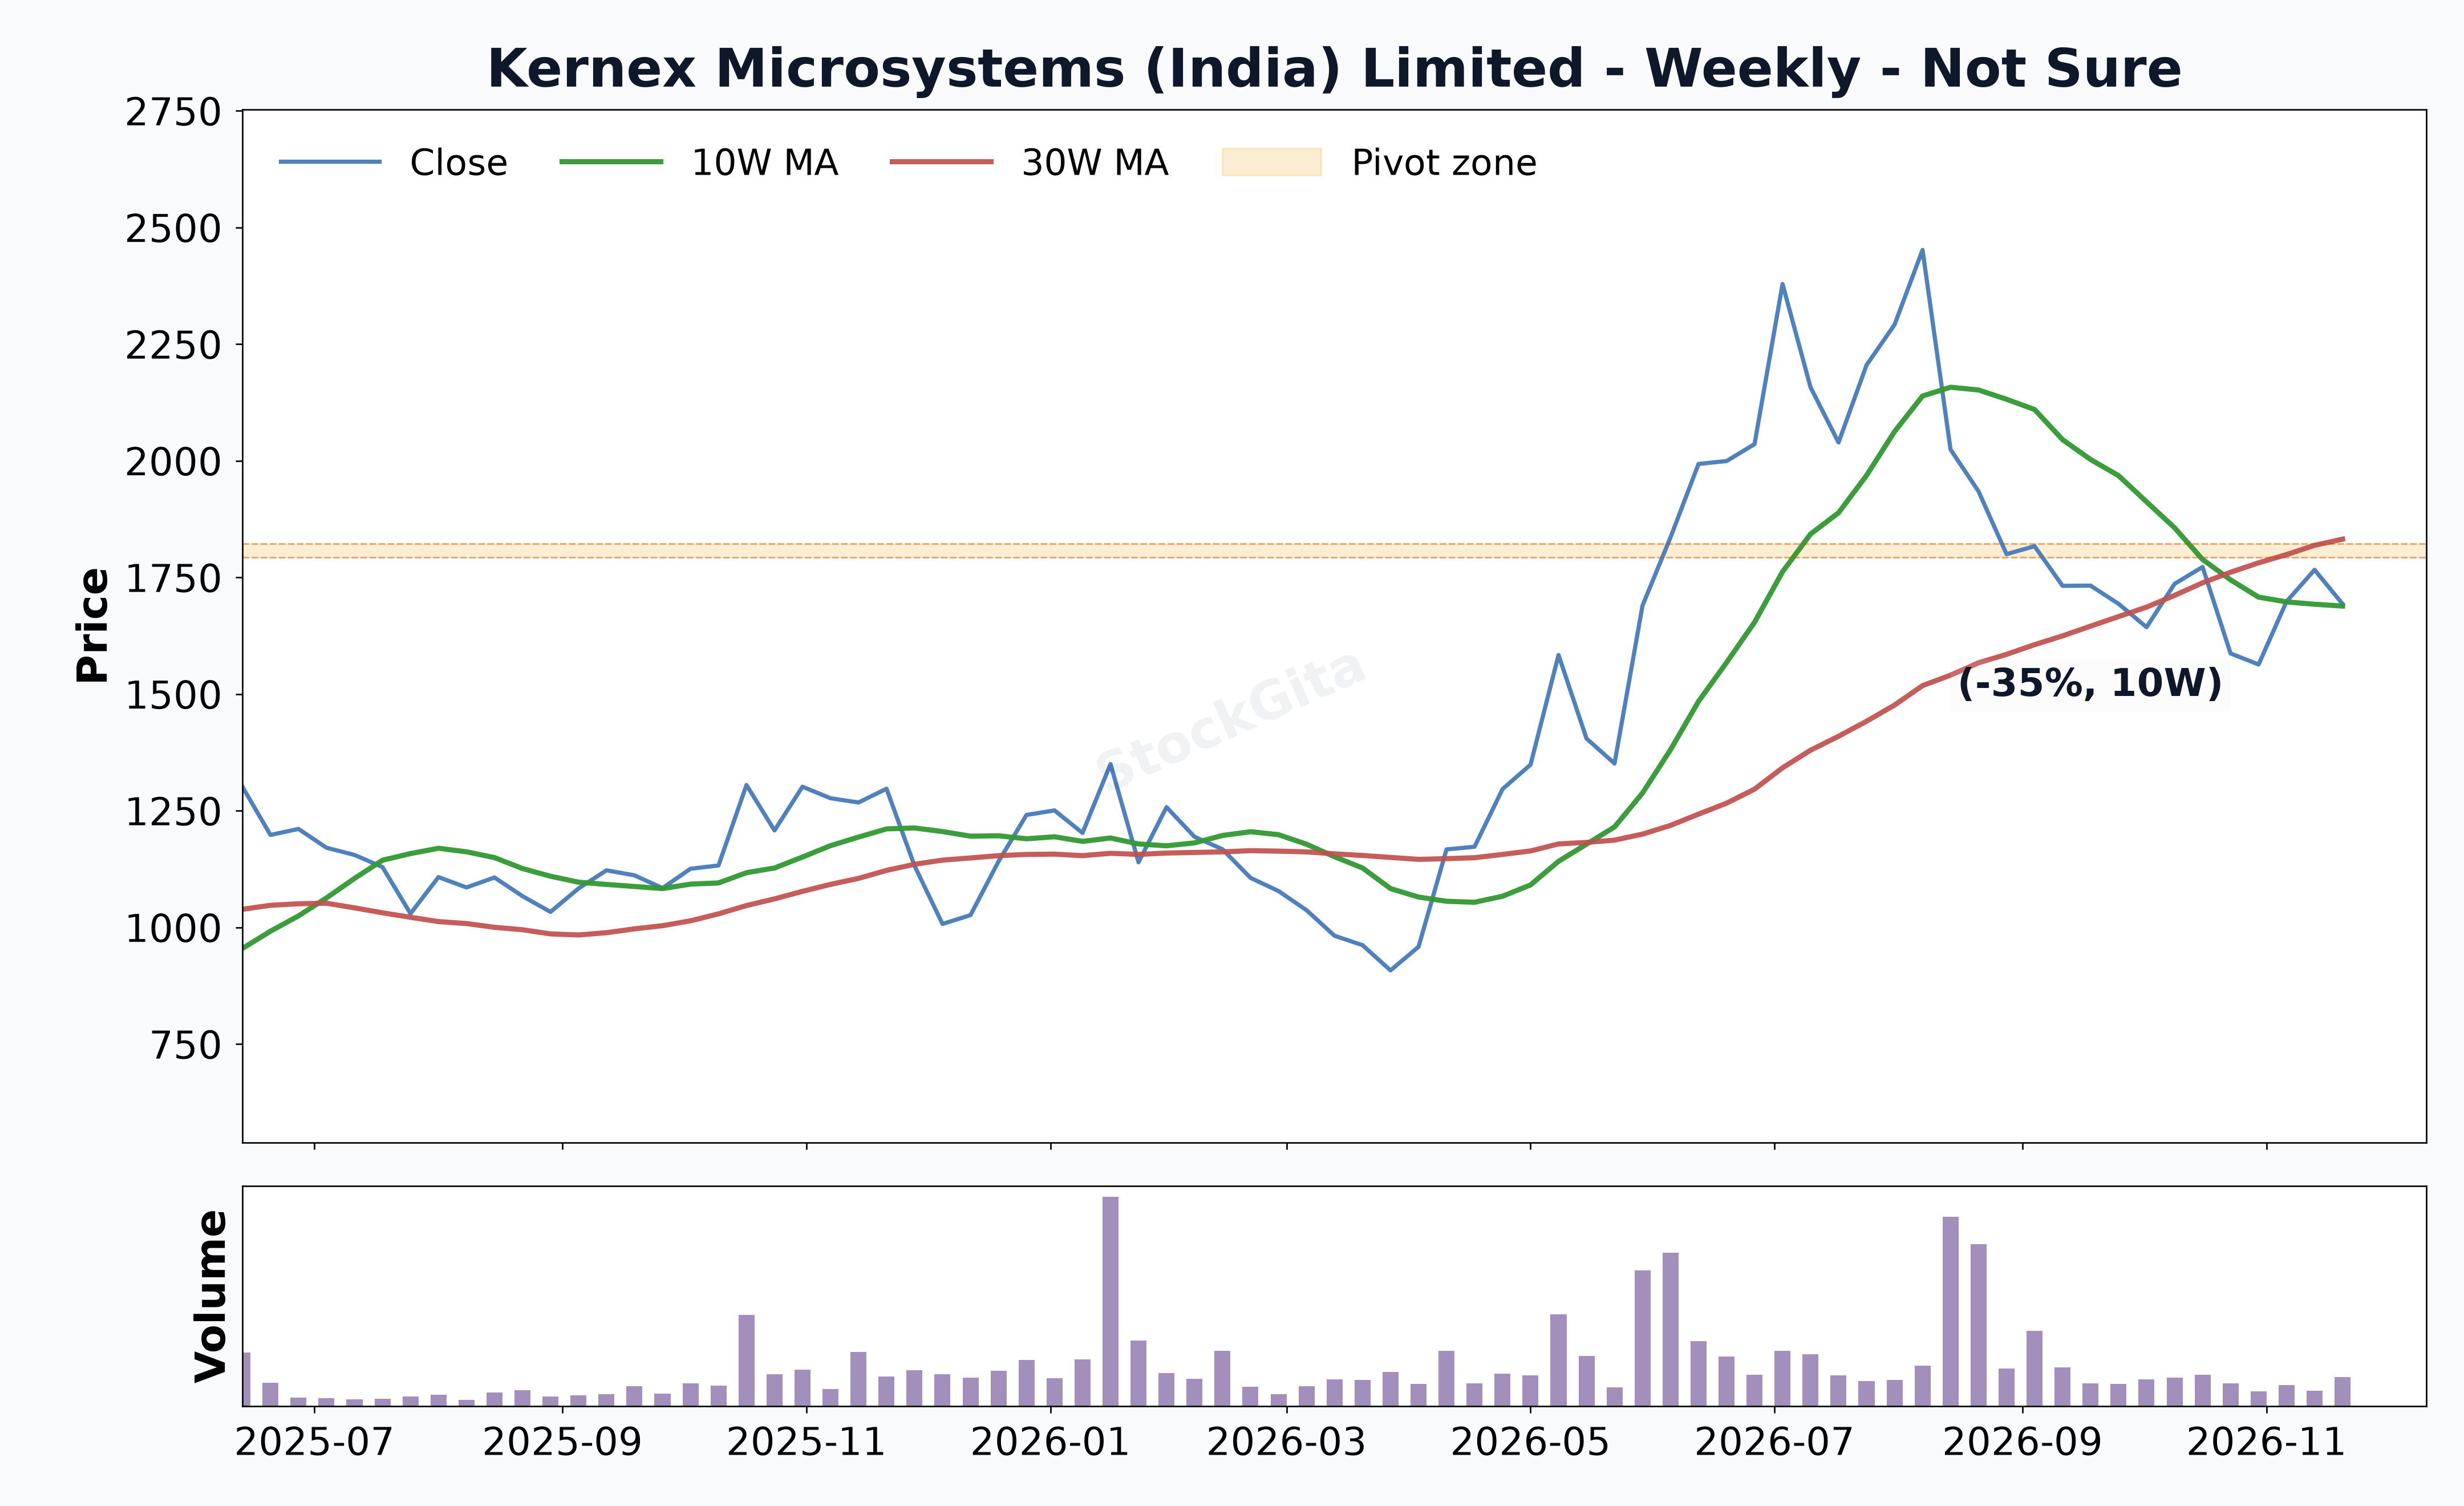 Kernex Microsystems (India) Limited - Weekly - Not Sure
Close 10W MA 30W MA Pivot zone
Price
2750
2500
2250
2000
1750
1500
1250
1000
750
StockGita
(-35%, 10W)
Volume
2025-07 2025-09 2025-11 2026-01 2026-03 2026-05 2026-07 2026-09 2026-11